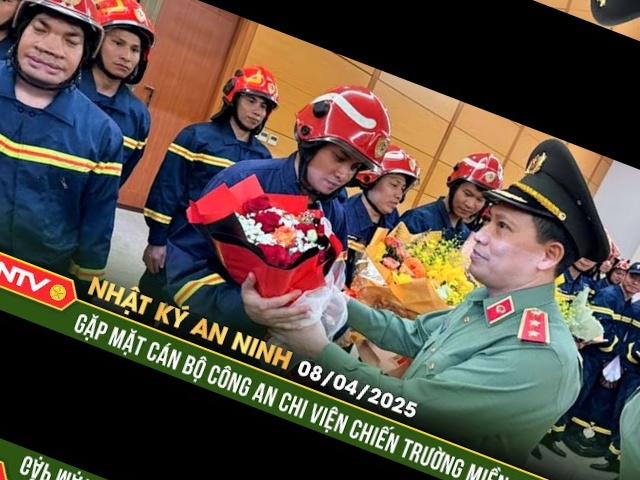 NTV
NHẬT KÝ AN NINH 08/04/2025
GẶP MẶT CÁN BỘ CÔNG AN CHI VIỆN CHIẾN TRƯỜNG MIỀN